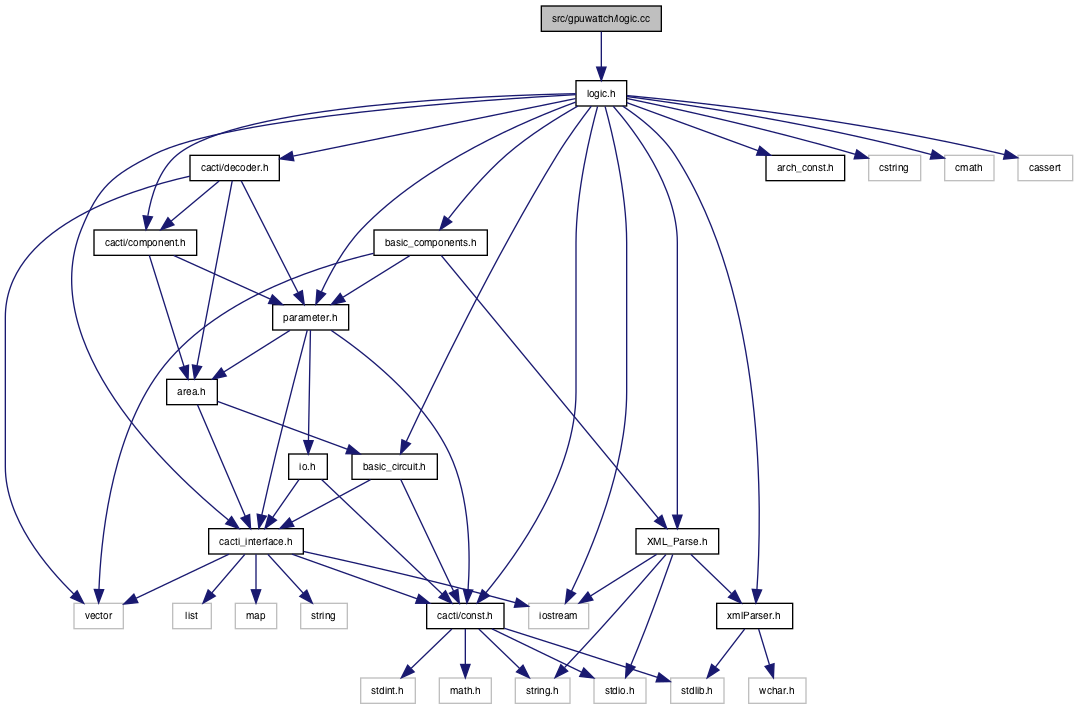 src/gpuwattch/logic.cc
logic.h
cacti/decoder.h
arch_const.h
cstring
cmath
cassert
cacti/component.h
basic_components.h
parameter.h
area.h
io.h
basic_circuit.h
cacti_interface.h
XML_Parse.h
vector
list
map
string
cacti/const.h
iostream
xmlParser.h
stdint.h
math.h
string.h
stdio.h
stdlib.h
wchar.h